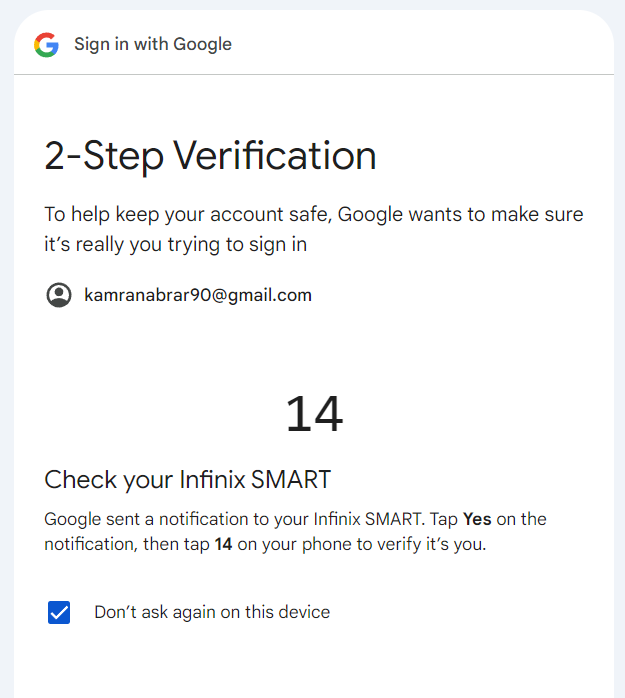 Sign in with Google
2-Step Verification
To help keep your account safe, Google wants to make sure
it’s really you trying to sign in
kamranabrar90@gmail.com
14
Check your Infinix SMART
Google sent a notification to your Infinix SMART. Tap Yes on the
notification, then tap 14 on your phone to verify it’s you.
Don’t ask again on this device